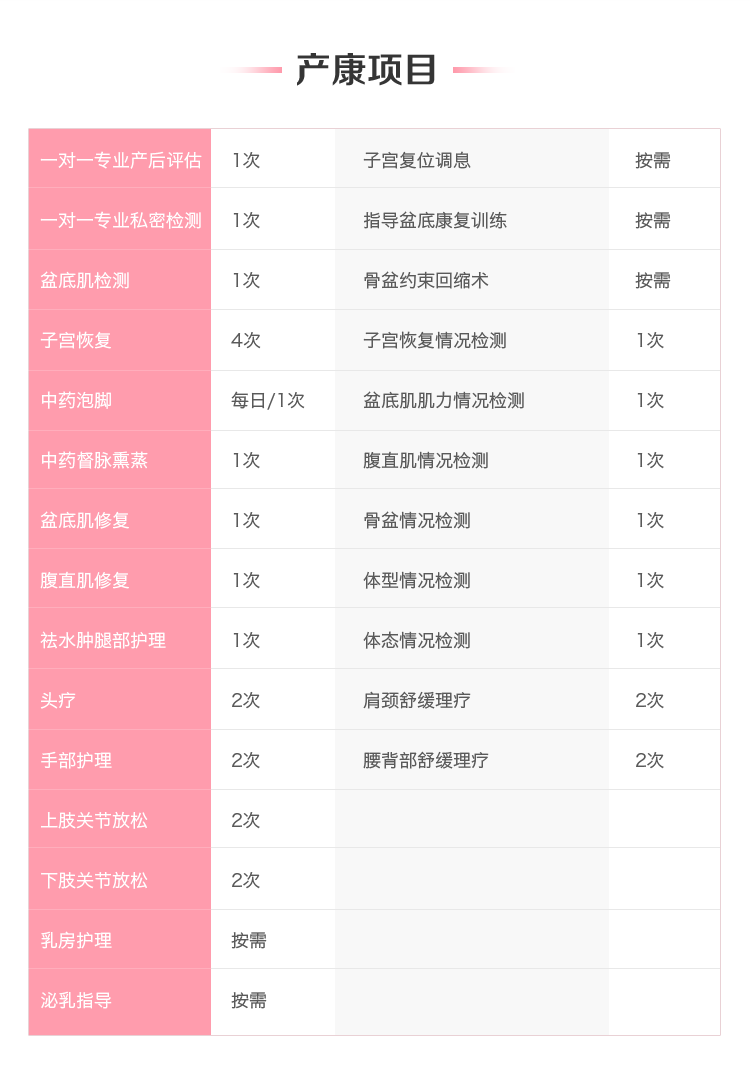 产康项目
一对一专业产后评估 1次 子宫复位调息 按需
一对一专业私密检测 1次 指导盆底康复训练 按需
盆底肌检测 1次 骨盆约束回缩术 按需
子宫恢复 4次 子宫恢复情况检测 1次
中药泡脚 每日/1次 盆底肌肌力情况检测 1次
中药督脉熏蒸 1次 腹直肌情况检测 1次
盆底肌修复 1次 骨盆情况检测 1次
腹直肌修复 1次 体型情况检测 1次
祛水肿腿部护理 1次 体态情况检测 1次
头疗 2次 肩颈舒缓理疗 2次
手部护理 2次 腰背部舒缓理疗 2次
上肢关节放松 2次
下肢关节放松 2次
乳房护理 按需
泌乳指导 按需